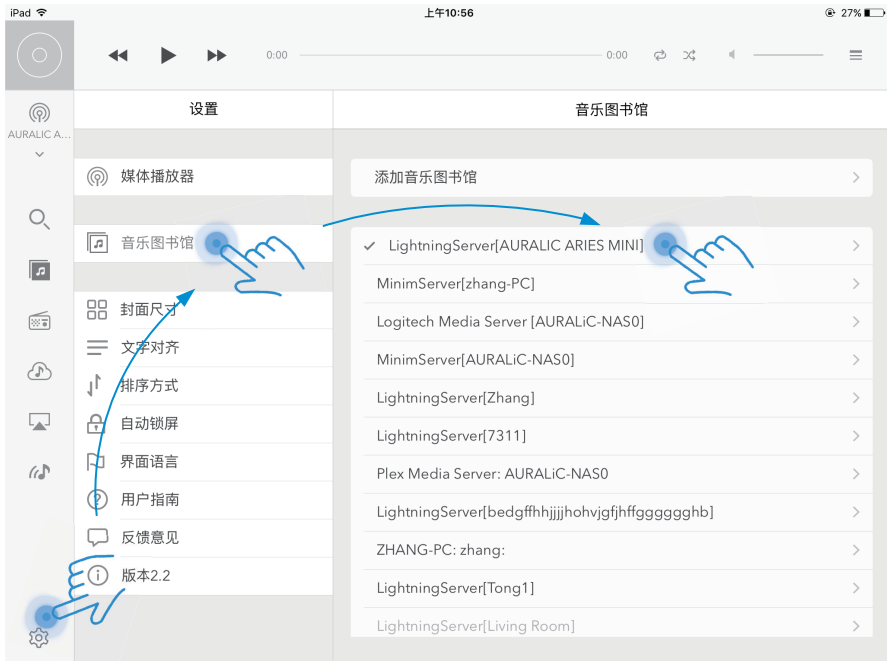 iPad
上午10:56
27%
0:00
0:00
AURALIC A...
设置
音乐图书馆
媒体播放器
音乐图书馆
封面尺寸
文字对齐
排序方式
自动锁屏
界面语言
用户指南
反馈意见
版本2.2
添加音乐图书馆
LightningServer[AURALIC ARIES MINI]
MinimServer[zhang-PC]
Logitech Media Server [AURALiC-NAS0]
MinimServer[AURALiC-NAS0]
LightningServer[Zhang]
LightningServer[7311]
Plex Media Server: AURALiC-NAS0
LightningServer[bedgffhhjjjjhohvjgfjhffgggggghb]
ZHANG-PC: zhang:
LightningServer[Tong1]
LightningServer[Living Room]